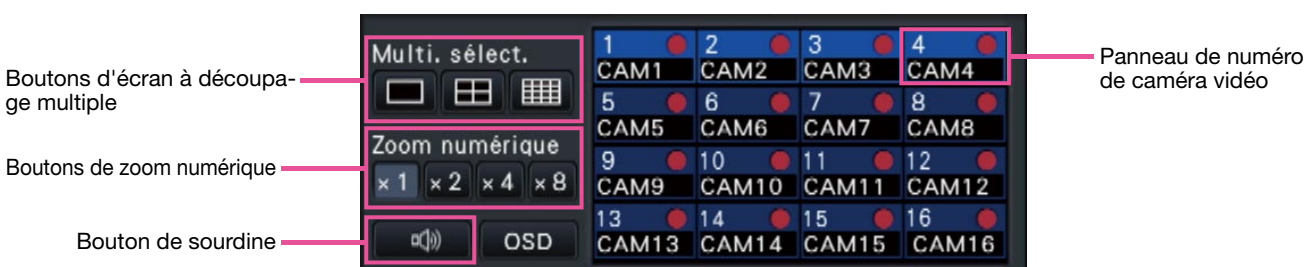 Boutons d'écran à découpa-
ge multiple
Boutons de zoom numérique
Bouton de sourdine
Multi. sélect.
Zoom numérique
×1 ×2 ×4 ×8
OSD
1 2 3 4
CAM1 CAM2 CAM3 CAM4
5 6 7 8
CAM5 CAM6 CAM7 CAM8
9 10 11 12
CAM9 CAM10 CAM11 CAM12
13 14 15 16
CAM13 CAM14 CAM15 CAM16
Panneau de numéro
de caméra vidéo